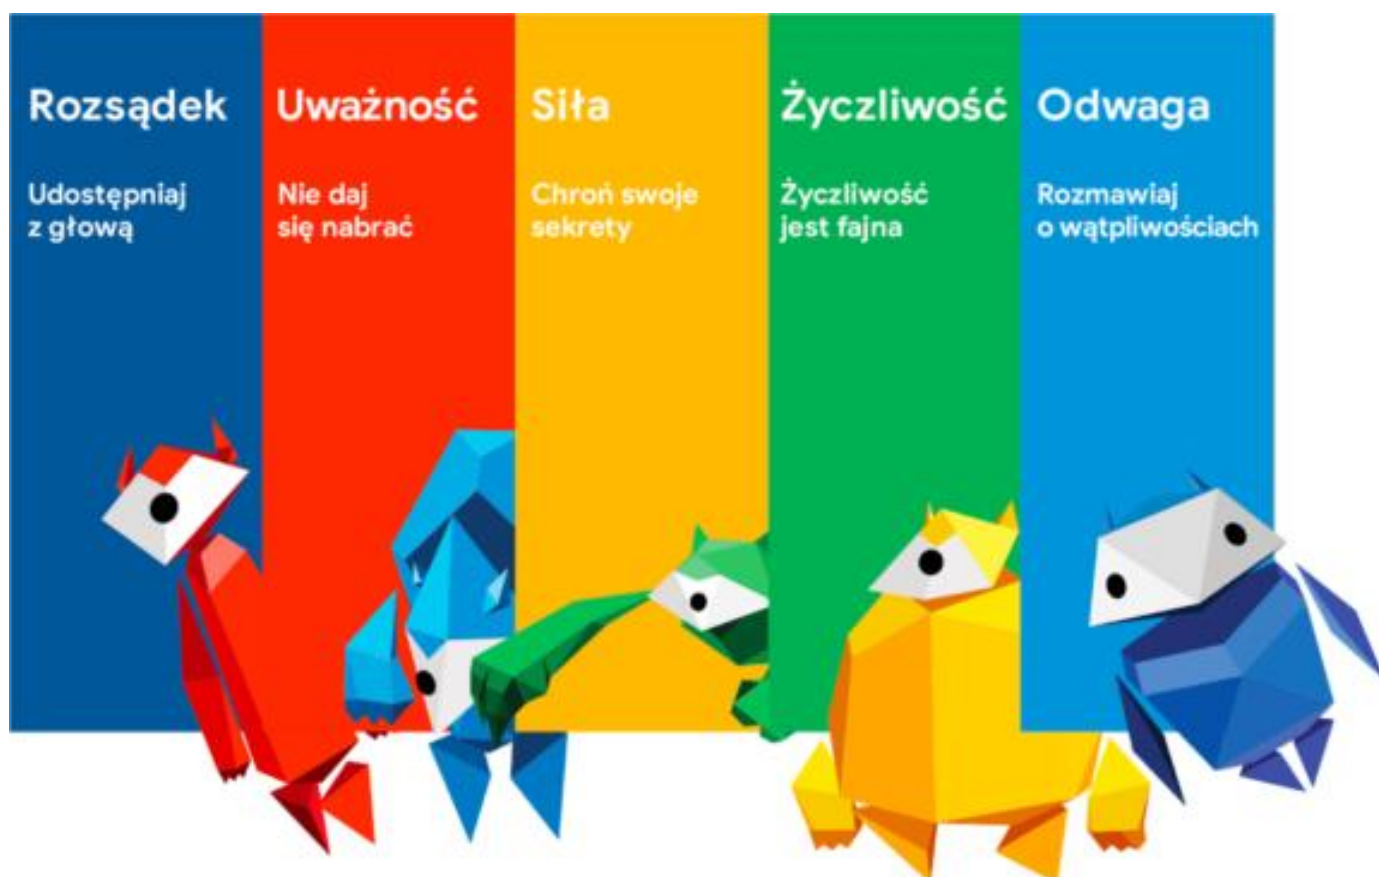 Rozsądek
Udostępniaj
z głową
Uważność
Nie daj
się nabrać
Siła
Chroń swoje
sekrety
Życzliwość
Życzliwość
jest fajna
Odwaga
Rozmawiaj
o wątpliwościach